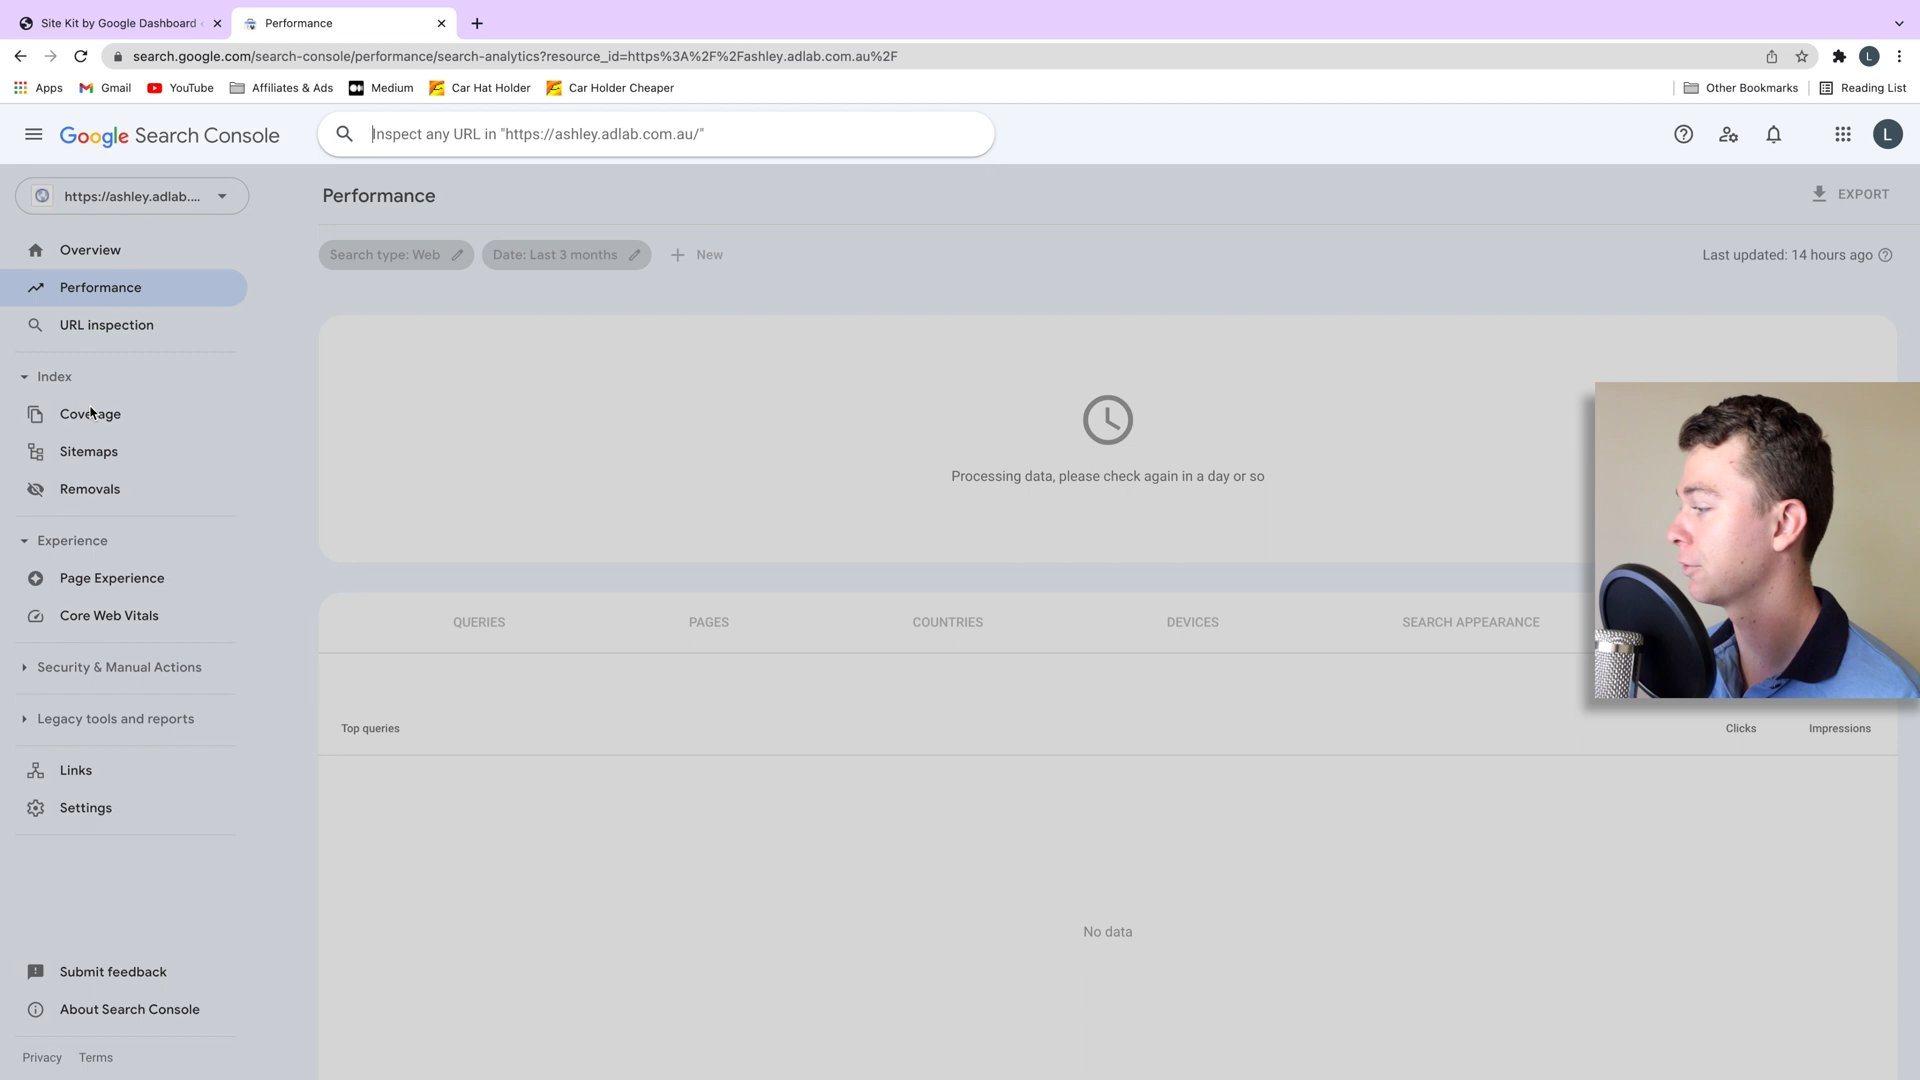 Site Kit by Google Dashboard
Performance
search.google.com/search-console/performance/search-analytics?resource_id=https%3A%2F%2Fashley.adlab.com.au%2F
L
Apps
Gmail
YouTube
Affiliates & Ads
Medium
Car Hat Holder
Car Holder Cheaper
Other Bookmarks
Reading List
Google Search Console
Inspect any URL in "https://ashley.adlab.com.au/"
L
https://ashley.adlab....
Performance
EXPORT
Overview
Search type: Web
Date: Last 3 months
New
Last updated: 14 hours ago
Performance
URL inspection
Index
Coverage
Sitemaps
Removals
Processing data, please check again in a day or so
Experience
Page Experience
Core Web Vitals
QUERIES
PAGES
COUNTRIES
DEVICES
SEARCH APPEARANCE
Security & Manual Actions
Legacy tools and reports
Top queries
Clicks
Impressions
Links
Settings
No data
Submit feedback
About Search Console
Privacy
Terms